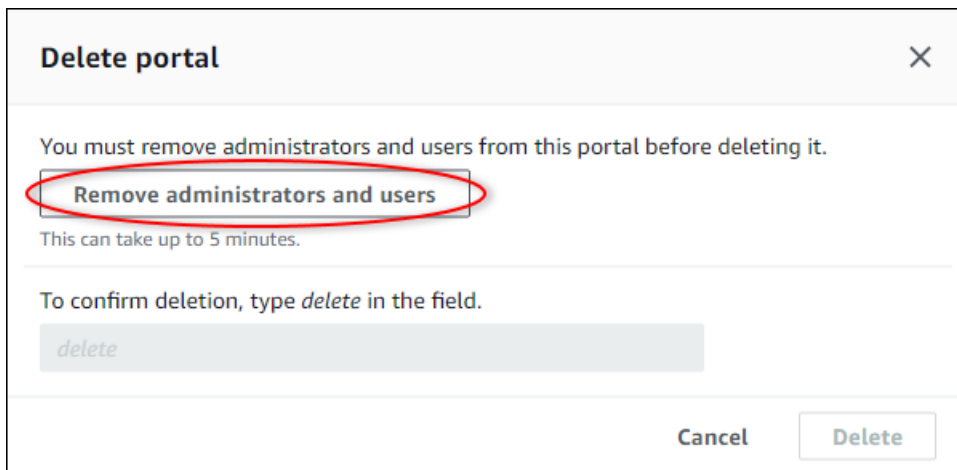 Delete portal
You must remove administrators and users from this portal before deleting it.
Remove administrators and users
This can take up to 5 minutes.
To confirm deletion, type delete in the field.
delete
Cancel Delete